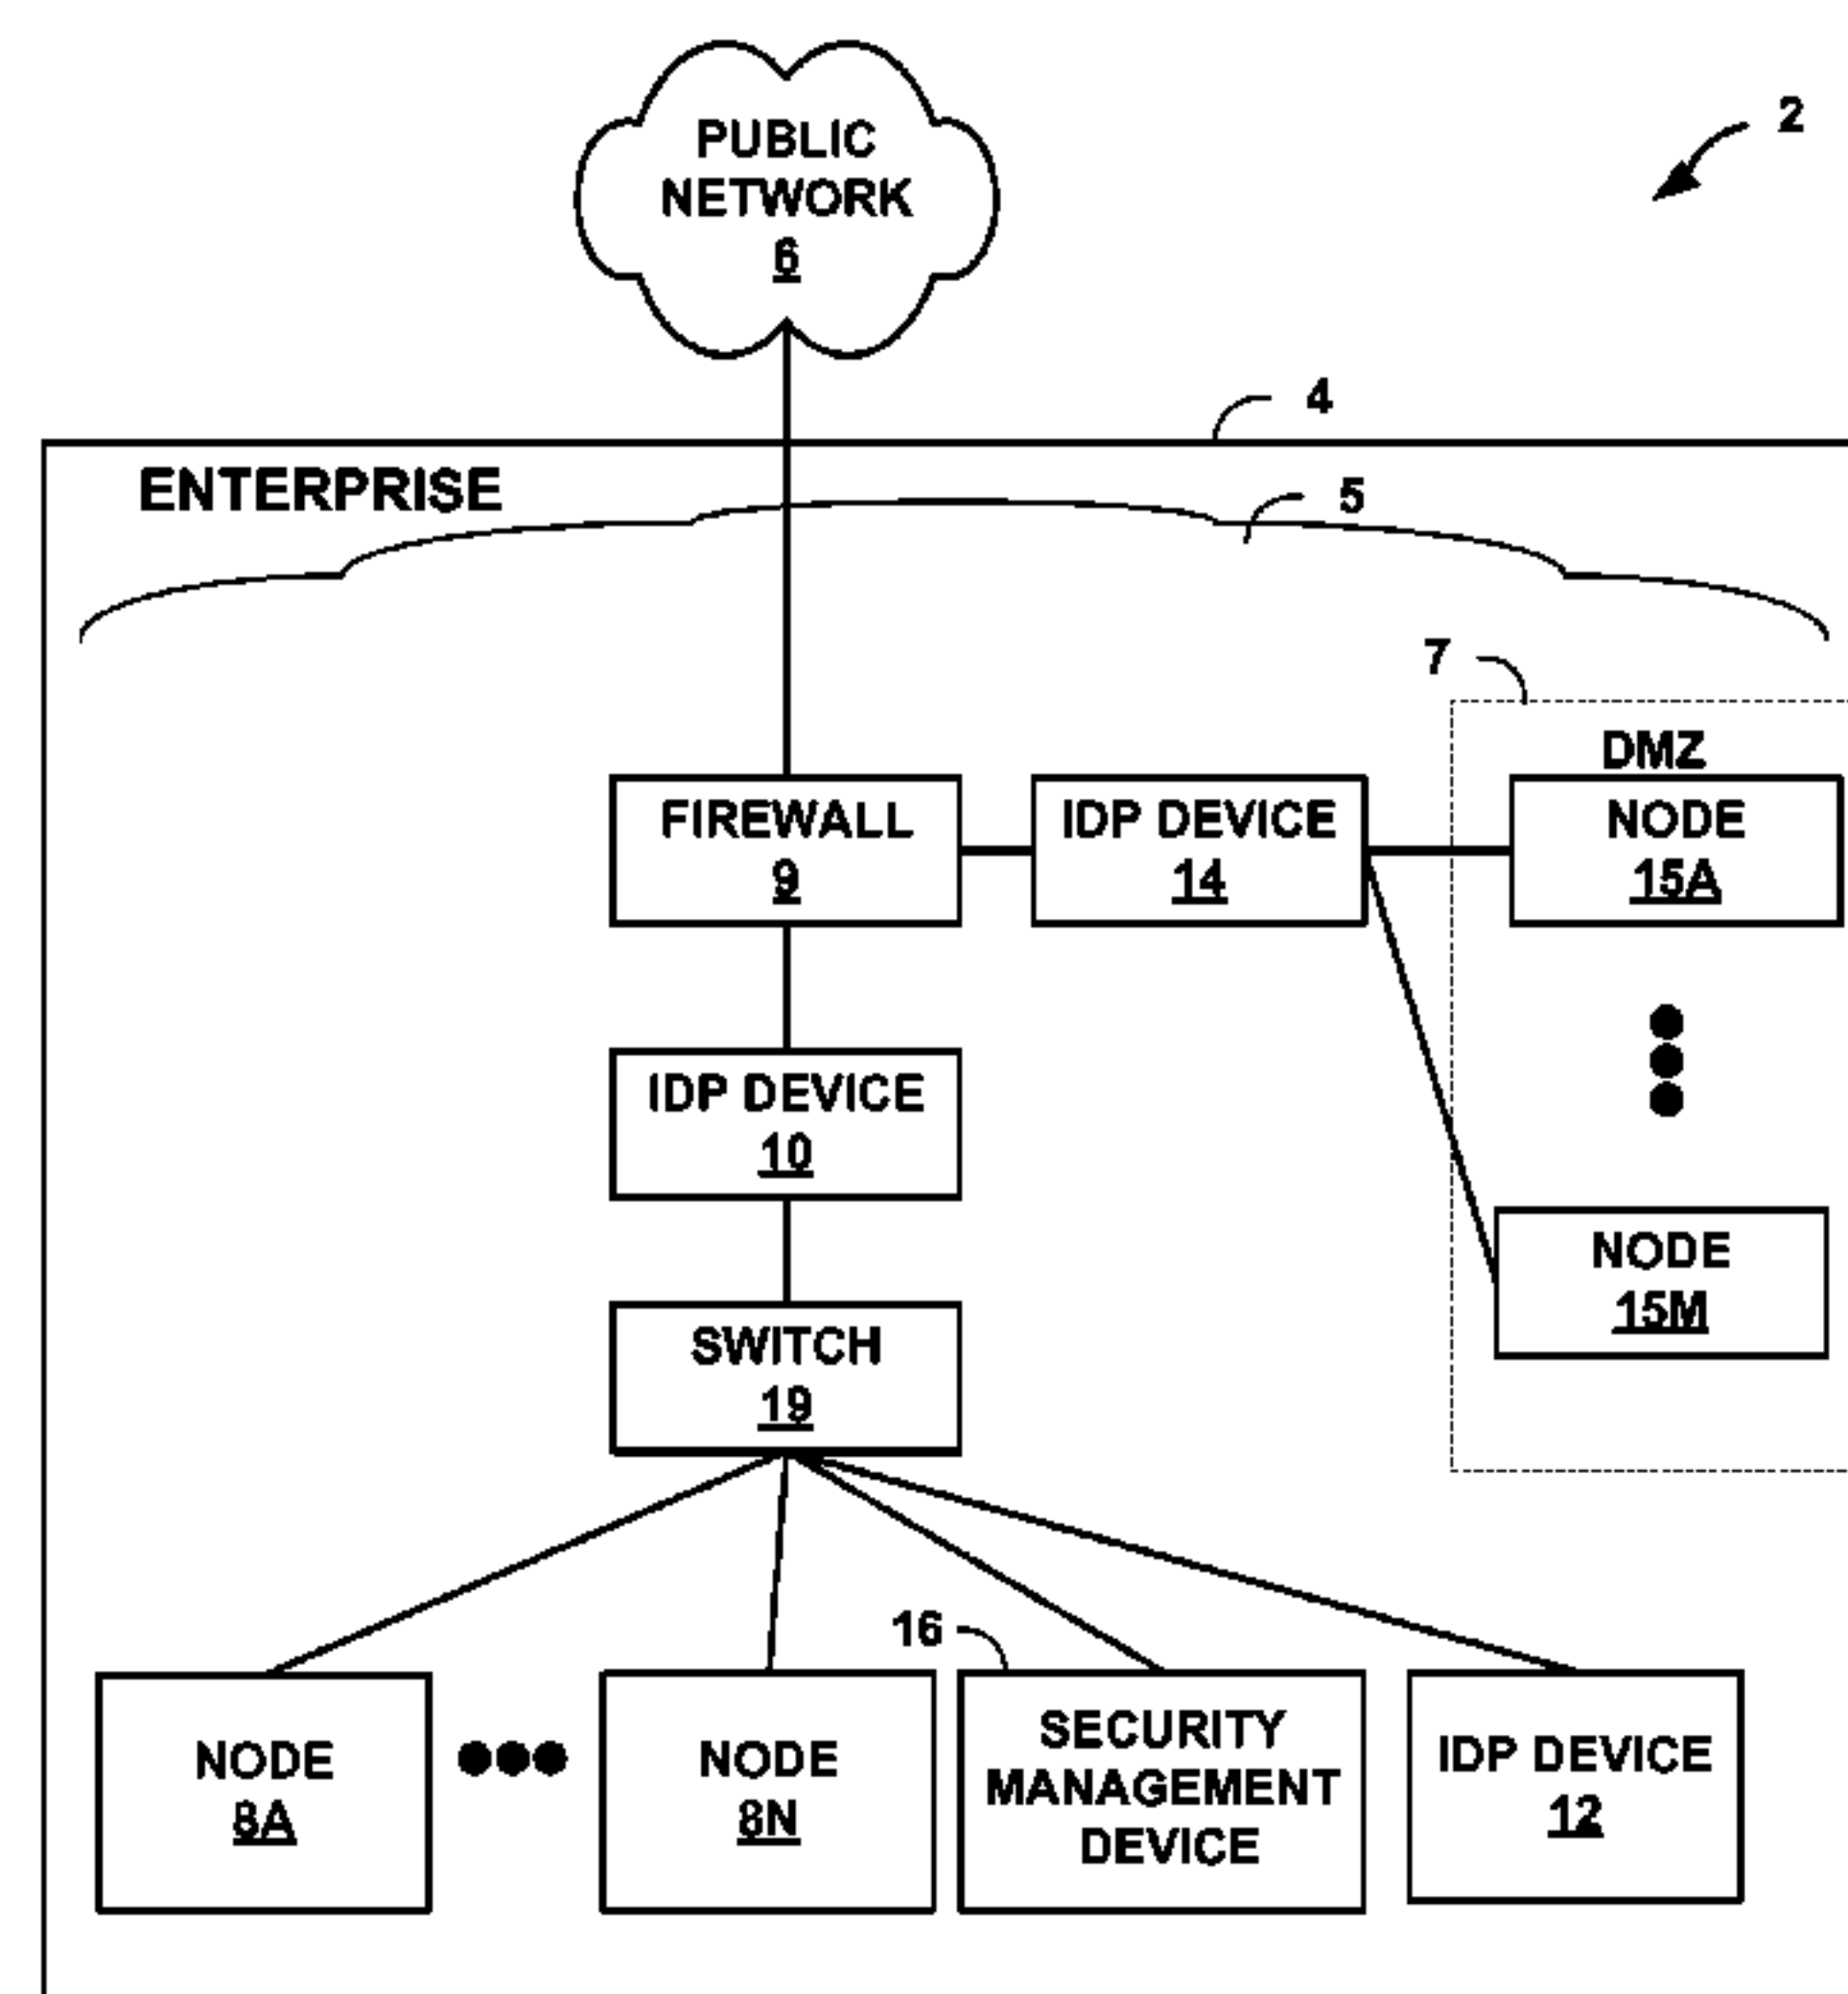 PUBLIC
NETWORK
6
2
4
ENTERPRISE
5
7
DMZ
FIREWALL
9
IDP DEVICE
14
NODE
15A
IDP DEVICE
10
NODE
15M
SWITCH
19
16
NODE
8A
NODE
8N
SECURITY
MANAGEMENT
DEVICE
IDP DEVICE
12